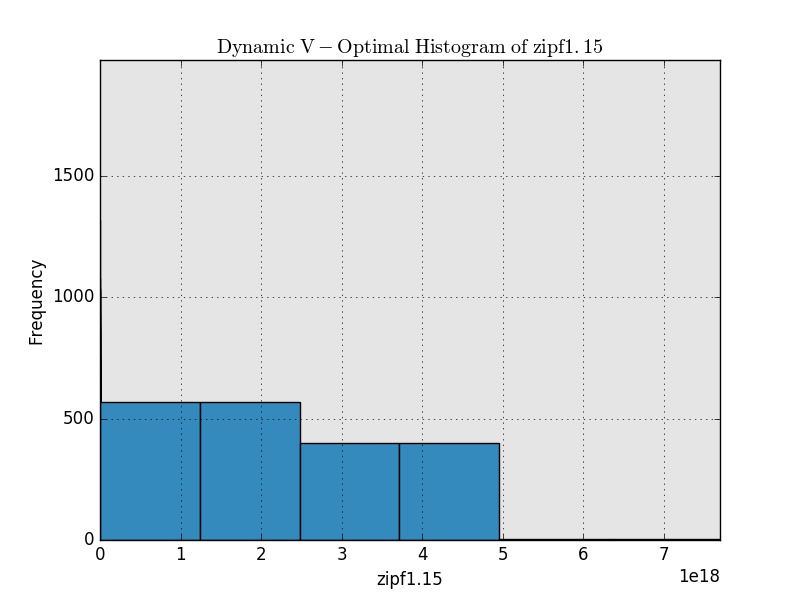 Dynamic V − Optimal Histogram of zipf1.15
Frequency
1500
1000
500
0
0 1 2 3 4 5 6 7
1e18
zipf1.15